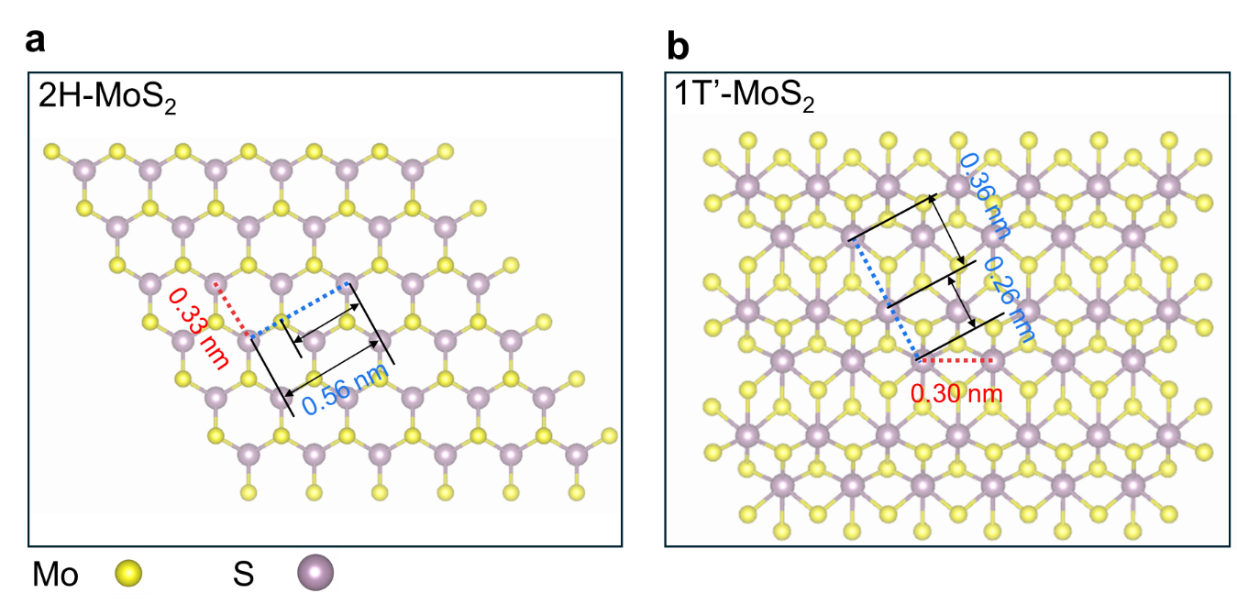 a
2H-MoS₂
0.33 nm
0.56 nm
b
1T’-MoS₂
0.36 nm
0.26 nm
0.30 nm
Mo
S